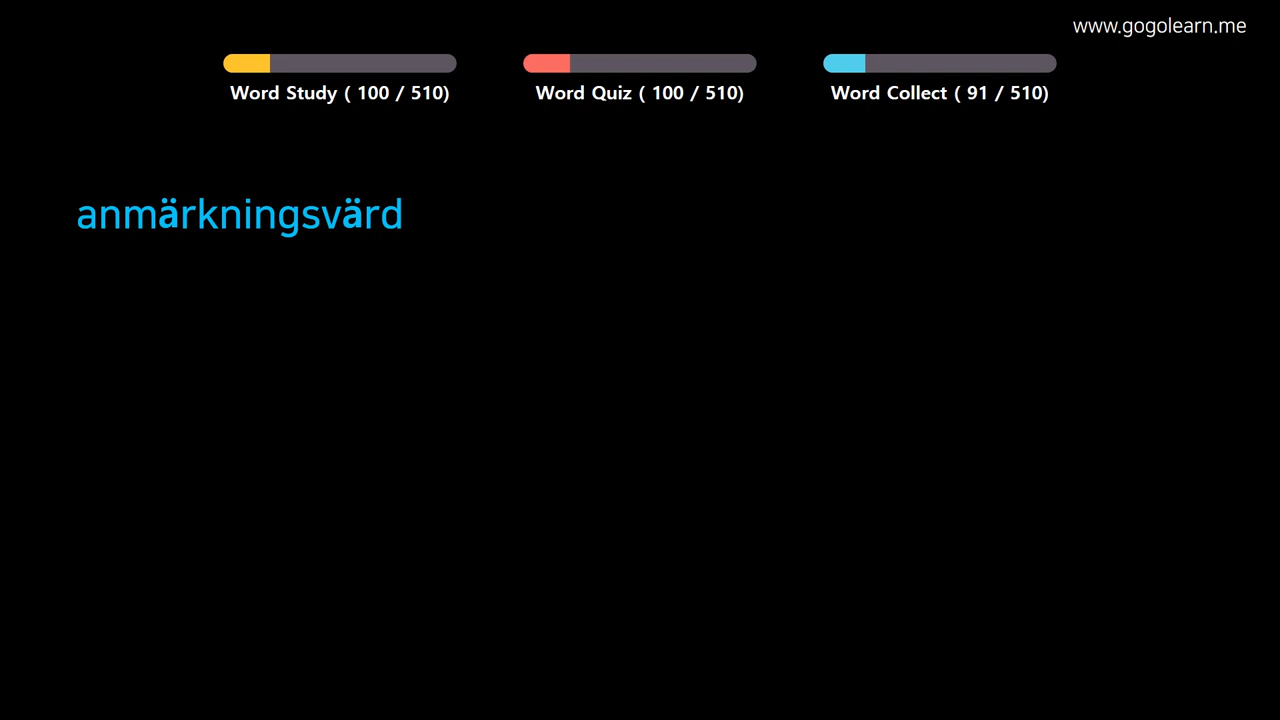 www.gogolearn.me
Word Study ( 100 / 510)
Word Quiz ( 100 / 510)
Word Collect ( 91 / 510)
anmärkningsvärd